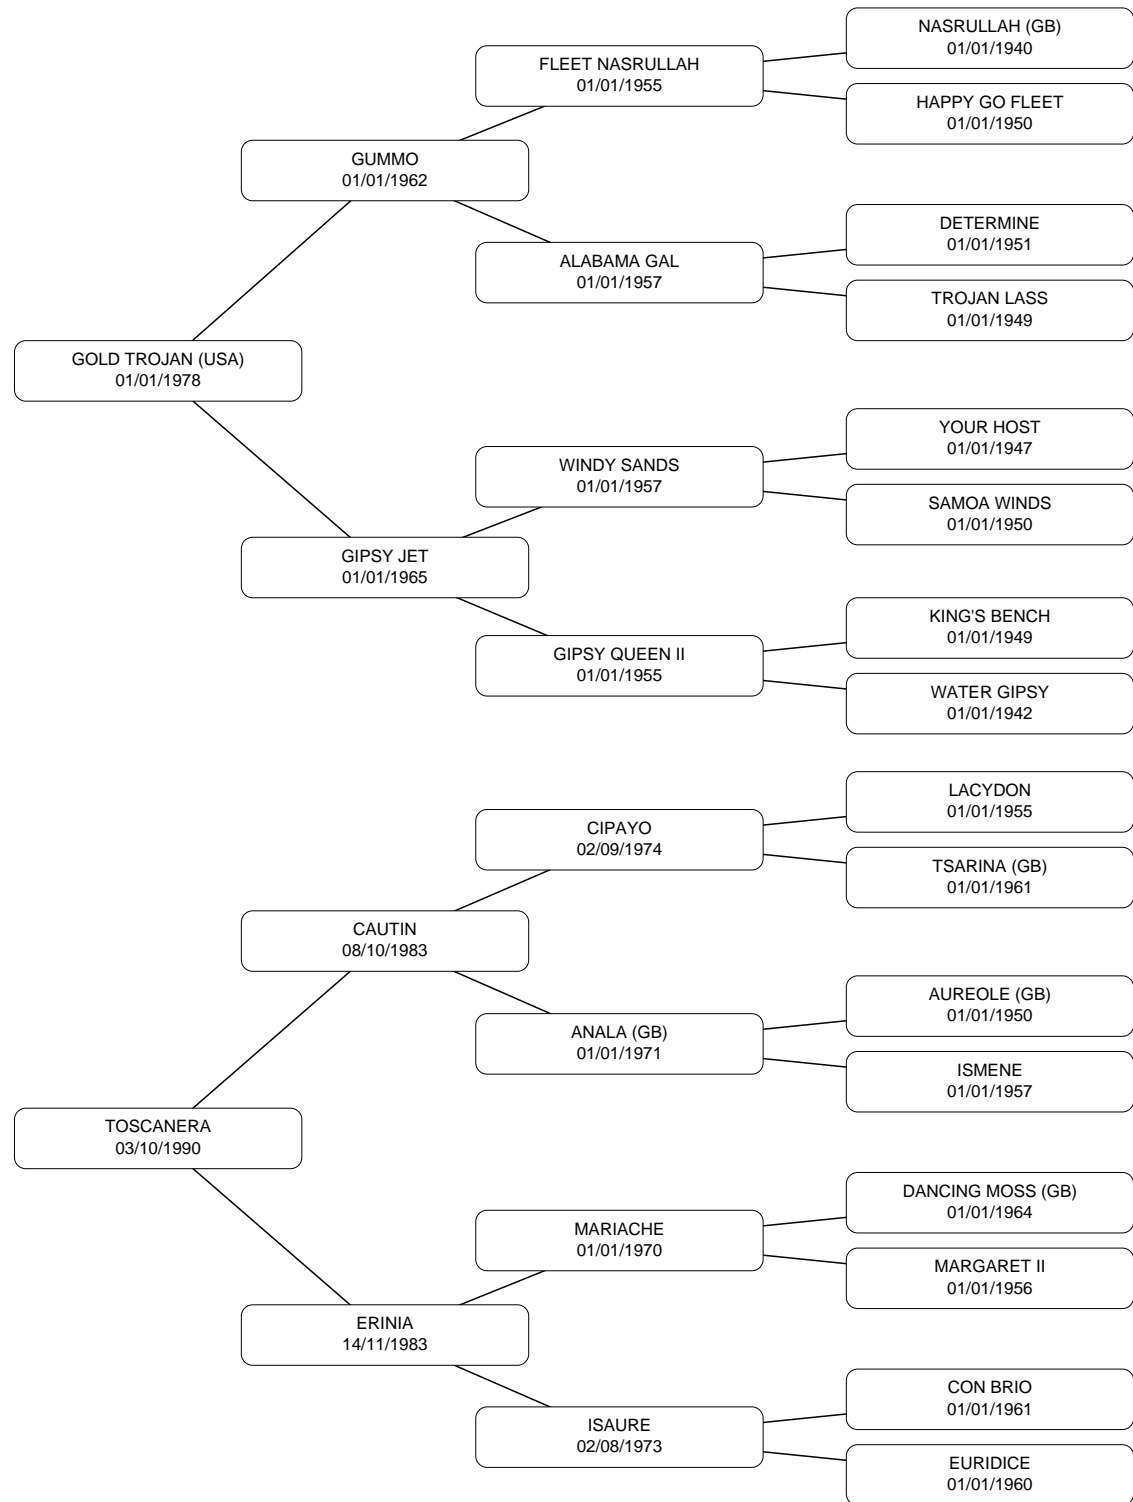 NASRULLAH (GB)
01/01/1940
FLEET NASRULLAH
01/01/1955
HAPPY GO FLEET
01/01/1950
GUMMO
01/01/1962
DETERMINE
01/01/1951
ALABAMA GAL
01/01/1957
TROJAN LASS
01/01/1949
GOLD TROJAN (USA)
01/01/1978
YOUR HOST
01/01/1947
WINDY SANDS
01/01/1957
SAMOA WINDS
01/01/1950
GIPSY JET
01/01/1965
KING'S BENCH
01/01/1949
GIPSY QUEEN II
01/01/1955
WATER GIPSY
01/01/1942
LACYDON
01/01/1955
CIPAYO
02/09/1974
TSARINA (GB)
01/01/1961
CAUTIN
08/10/1983
AUREOLE (GB)
01/01/1950
ANALA (GB)
01/01/1971
ISMENE
01/01/1957
TOSCANERA
03/10/1990
DANCING MOSS (GB)
01/01/1964
MARIACHE
01/01/1970
MARGARET II
01/01/1956
ERINIA
14/11/1983
CON BRIO
01/01/1961
ISAURE
02/08/1973
EURIDICE
01/01/1960